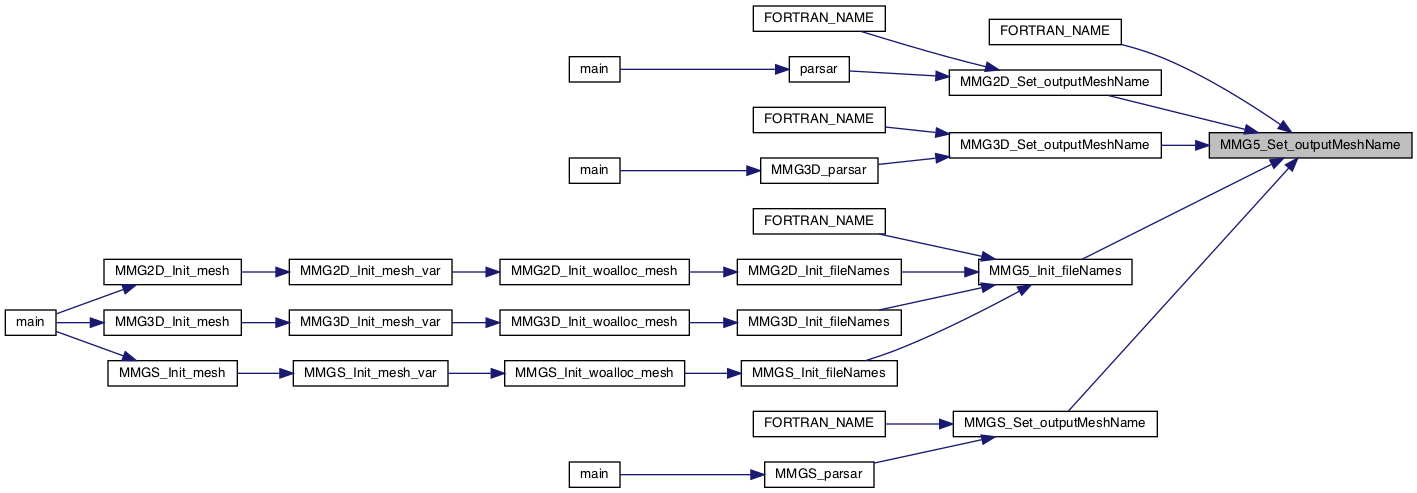 FORTRAN_NAME
FORTRAN_NAME
main
parsar
MMG2D_Set_outputMeshName
FORTRAN_NAME
MMG3D_Set_outputMeshName
MMG5_Set_outputMeshName
main
MMG3D_parsar
FORTRAN_NAME
MMG2D_Init_mesh
MMG2D_Init_mesh_var
MMG2D_Init_woalloc_mesh
MMG2D_Init_fileNames
MMG5_Init_fileNames
main
MMG3D_Init_mesh
MMG3D_Init_mesh_var
MMG3D_Init_woalloc_mesh
MMG3D_Init_fileNames
MMGS_Init_mesh
MMGS_Init_mesh_var
MMGS_Init_woalloc_mesh
MMGS_Init_fileNames
FORTRAN_NAME
MMGS_Set_outputMeshName
main
MMGS_parsar